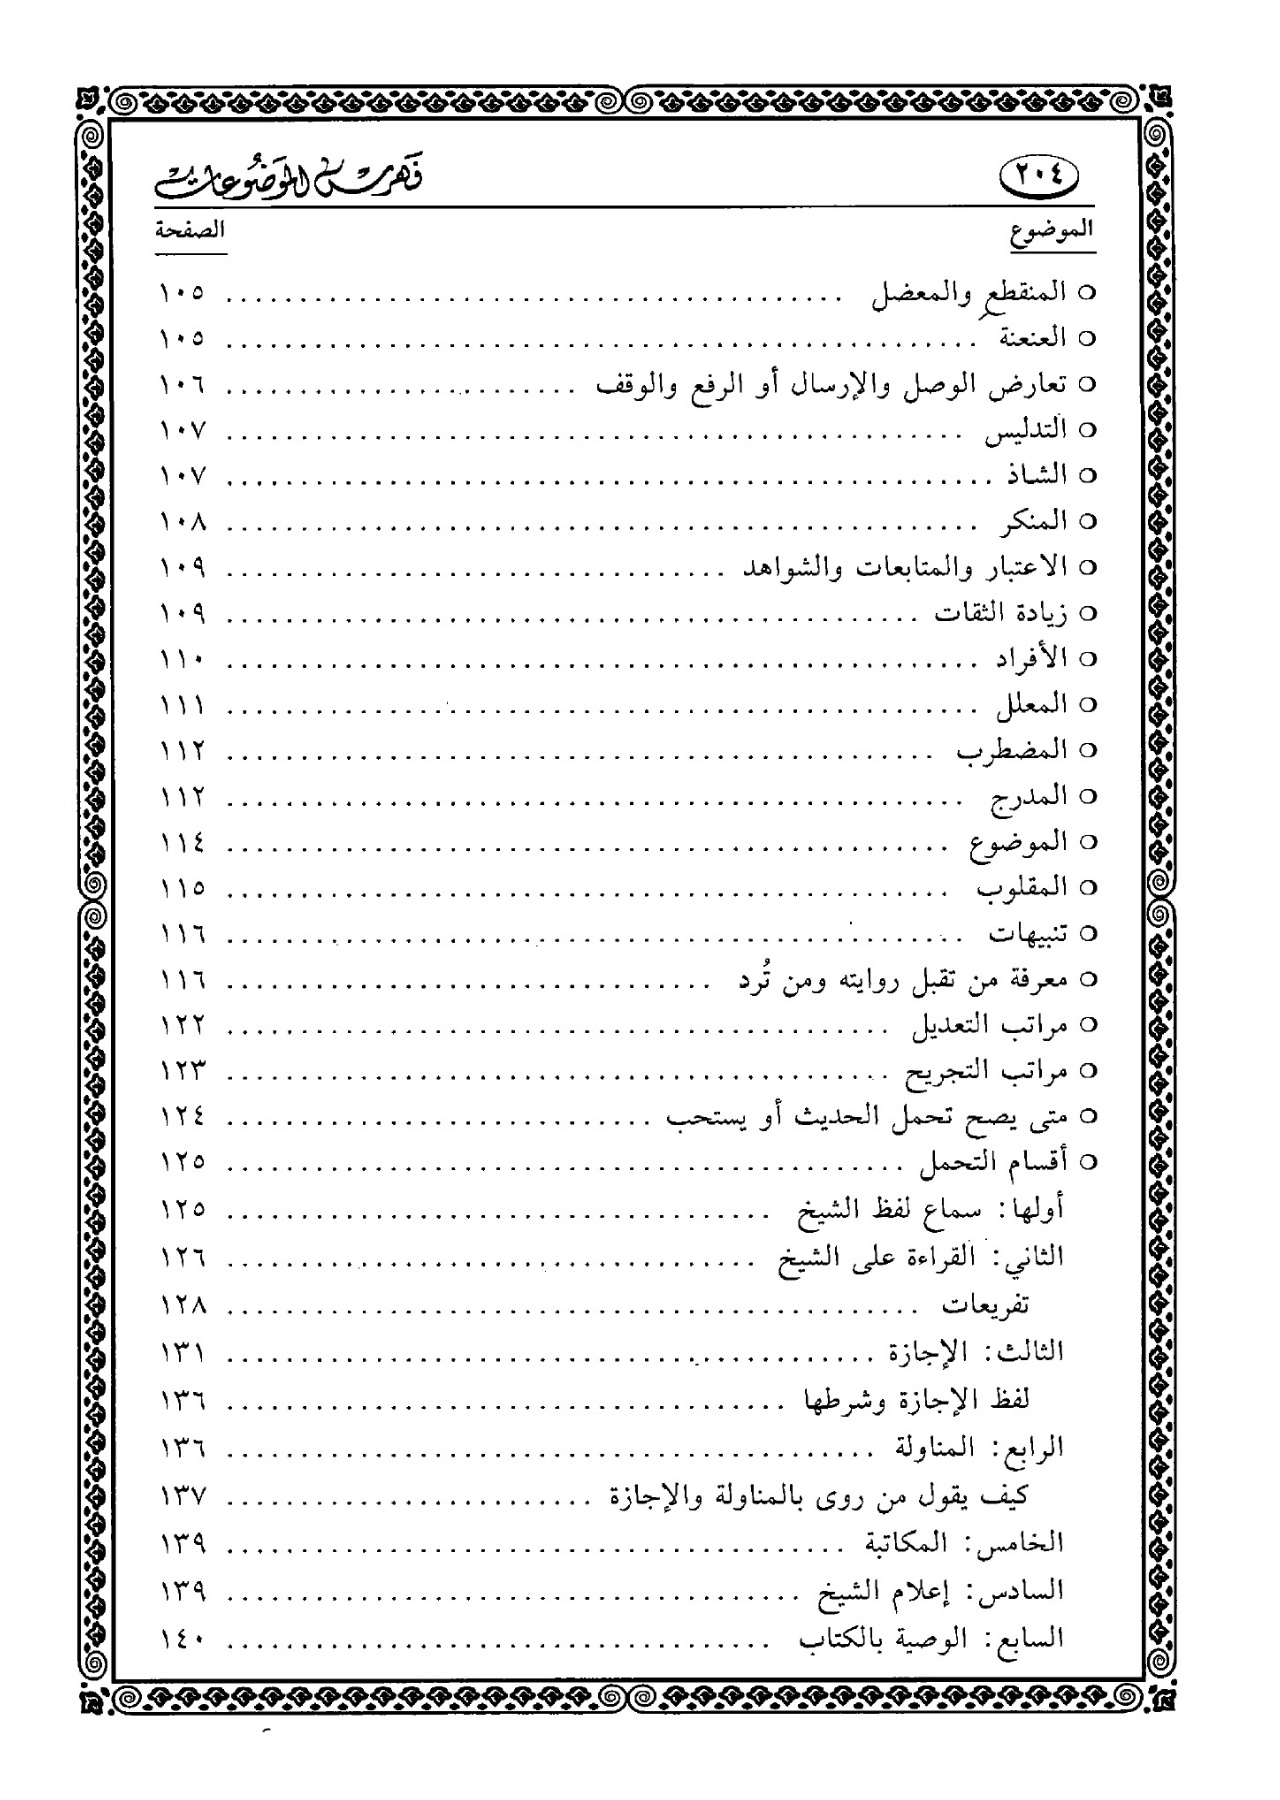 ٢٠٤ فهرس الموضوعات
الموضوع الصفحة
○ المنقطع والمعضل ........ ١٠٥
○ العنعنة ........ ١٠٥
○ تعارض الوصل والإرسال أو الرفع والوقف ........ ١٠٦
○ التدليس ........ ١٠٧
○ الشاذ ........ ١٠٧
○ المنكر ........ ١٠٨
○ الاعتبار والمتابعات والشواهد ........ ١٠٩
○ زيادة الثقات ........ ١٠٩
○ الأفراد ........ ١١٠
○ المعلل ........ ١١١
○ المضطرب ........ ١١٢
○ المدرج ........ ١١٢
○ الموضوع ........ ١١٤
○ المقلوب ........ ١١٥
○ تنبيهات ........ ١١٦
○ معرفة من تقبل روايته ومن تُرد ........ ١١٦
○ مراتب التعديل ........ ١٢٢
○ مراتب التجريح ........ ١٢٣
○ متى يصح تحمل الحديث أو يستحب ........ ١٢٤
○ أقسام التحمل ........ ١٢٥
أولها: سماع لفظ الشيخ ........ ١٢٥
الثاني: القراءة على الشيخ ........ ١٢٦
تفريعات ........ ١٢٨
الثالث: الإجازة ........ ١٣١
لفظ الإجازة وشرطها ........ ١٣٦
الرابع: المناولة ........ ١٣٦
كيف يقول من روى بالمناولة والإجازة ........ ١٣٧
الخامس: المكاتبة ........ ١٣٩
السادس: إعلام الشيخ ........ ١٣٩
السابع: الوصية بالكتاب ........ ١٤٠